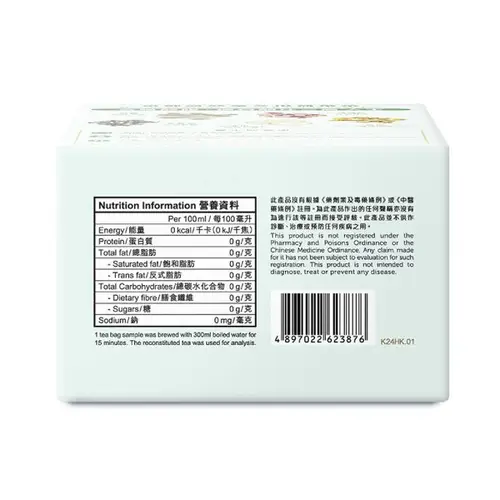 Nutrition Information 營養資料
Per 100ml / 每100毫升
Energy/能量 0 kcal/千卡(0 kJ/千焦)
Protein/蛋白質 0 g/克
Total fat/總脂肪 0 g/克
- Saturated fat/飽和脂肪 0 g/克
- Trans fat/反式脂肪 0 g/克
Total Carbohydrates/總碳水化合物 0 g/克
- Dietary fibre/膳食纖維 0 g/克
- Sugars/糖 0 g/克
Sodium/鈉 0 mg/毫克
1 tea bag sample was brewed with 300ml boiled water for
15 minutes. The reconstituted tea was used for analysis.
此產品沒有根據《藥劑業及毒藥條例》或《中醫
藥條例》註冊。為此產品作出的任何聲稱亦沒有
為進行該等註冊而接受評核。此產品並不供作
診斷、治療或預防任何疾病之用。
This product is not registered under the
Pharmacy and Poisons Ordinance or the
Chinese Medicine Ordinance. Any claim made
for it has not been subject to evaluation for such
registration. This product is not intended to
diagnose, treat or prevent any disease.
4 897022 623876
K24HK.01